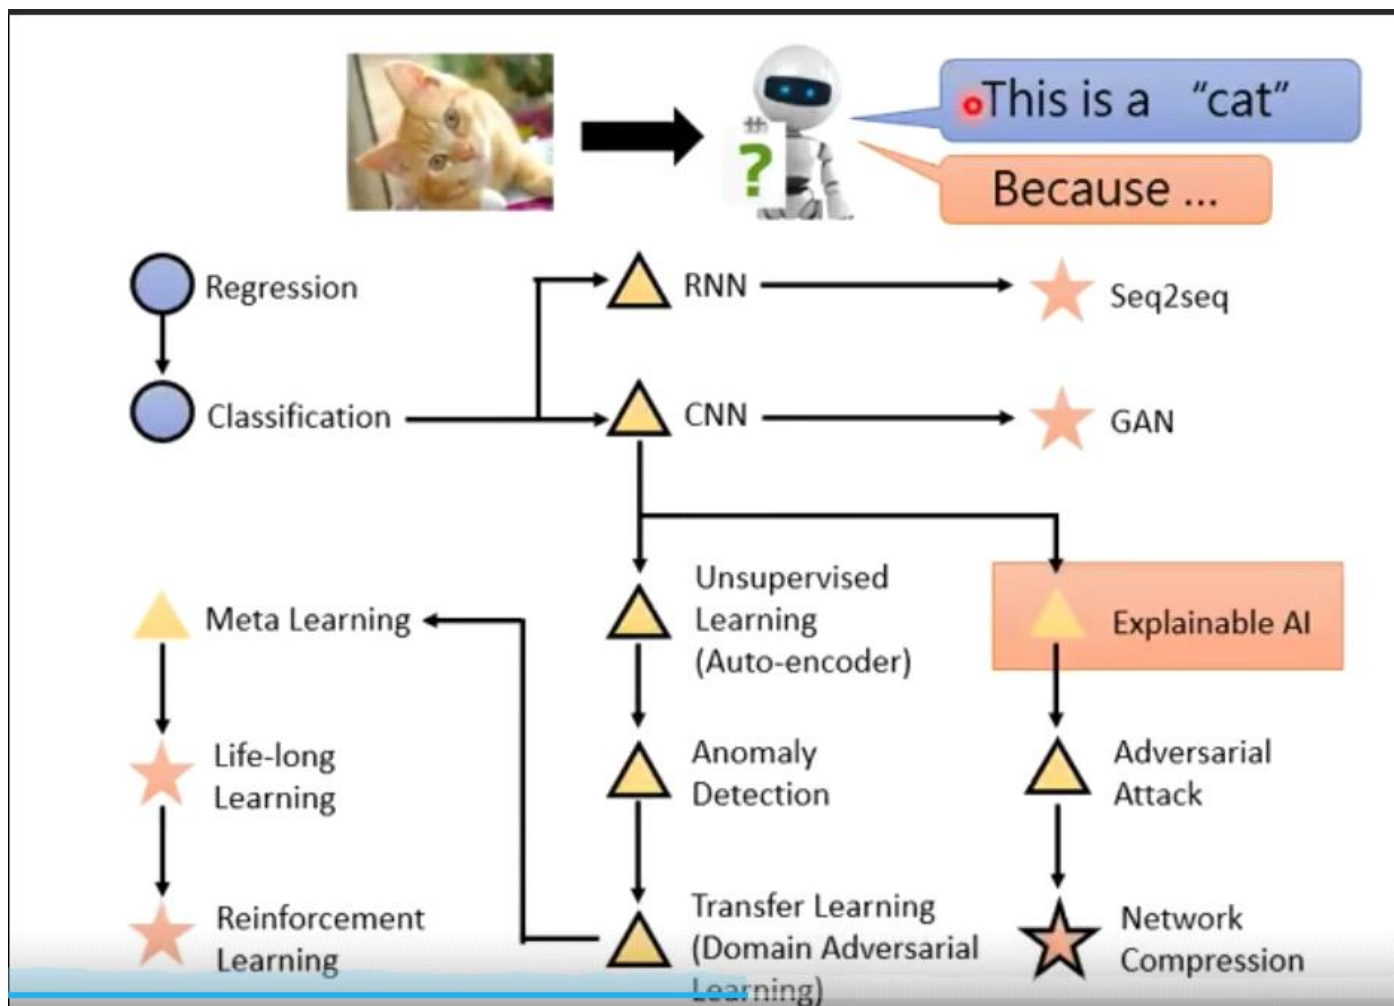 This is a “cat”
Because ...
Regression
RNN
Seq2seq
Classification
CNN
GAN
Meta Learning
Unsupervised
Learning
(Auto-encoder)
Explainable AI
Life-long
Learning
Anomaly
Detection
Adversarial
Attack
Reinforcement
Learning
Transfer Learning
(Domain Adversarial
Learning)
Network
Compression